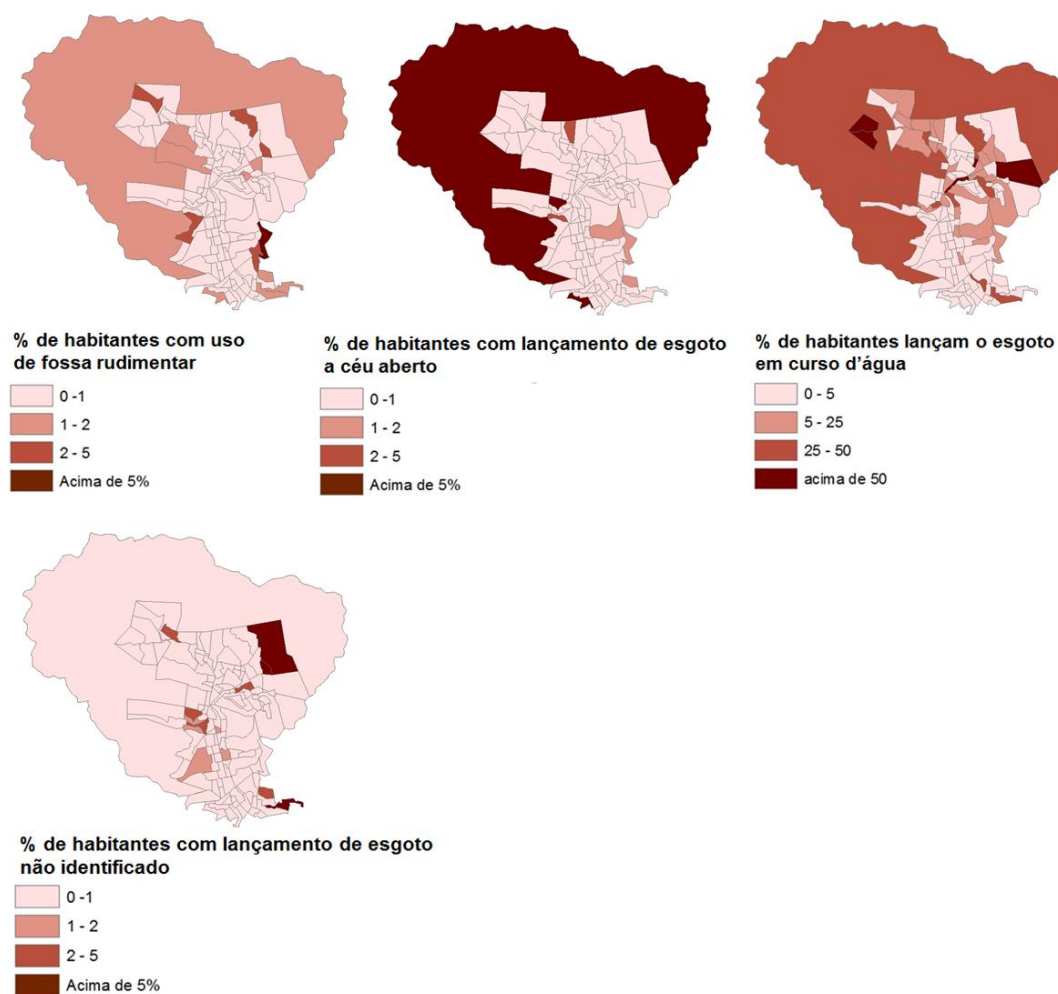 % de habitantes com uso
de fossa rudimentar
0 -1
1 - 2
2 - 5
Acima de 5%
% de habitantes com lançamento de esgoto
a céu aberto
0 -1
1 - 2
2 - 5
Acima de 5%
% de habitantes lançam o esgoto
em curso d’água
0 - 5
5 - 25
25 - 50
acima de 50
% de habitantes com lançamento de esgoto
não identificado
0 -1
1 - 2
2 - 5
Acima de 5%